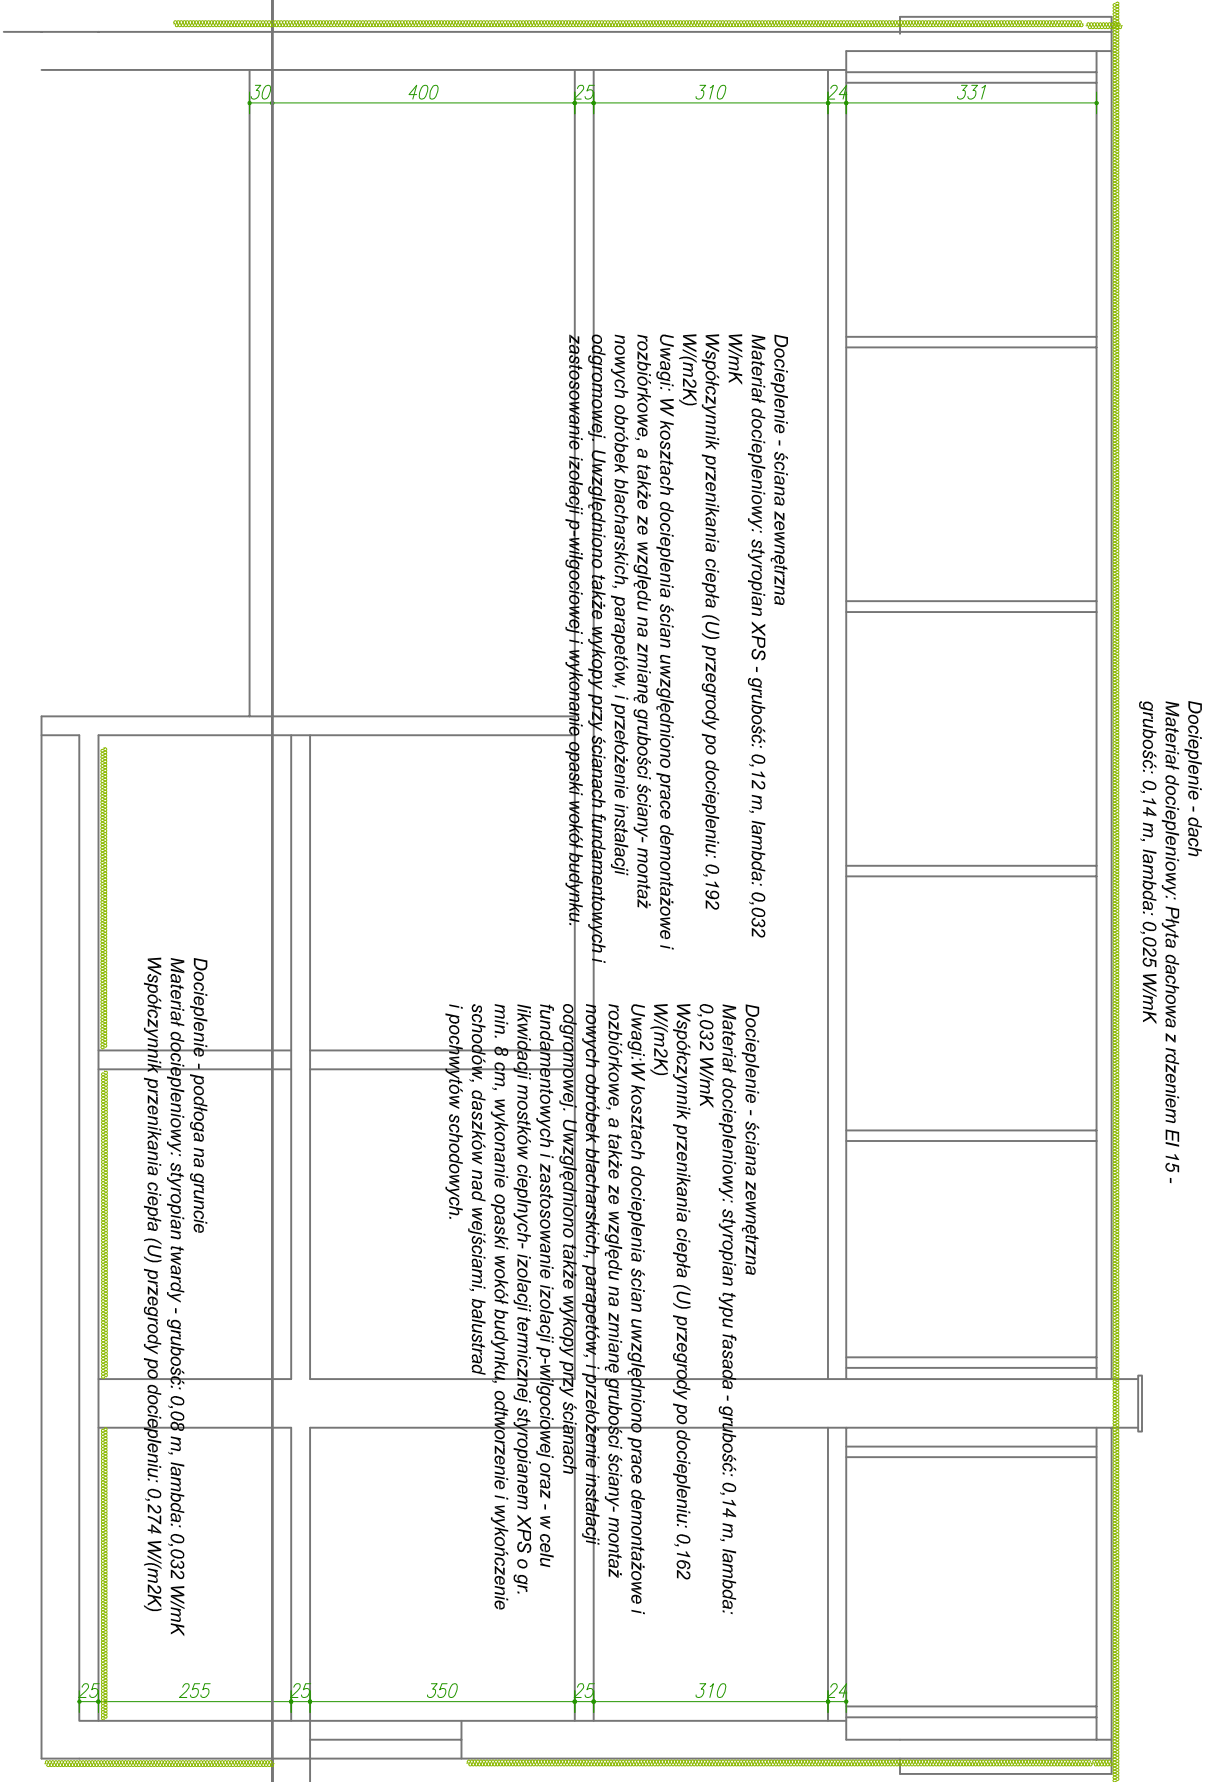 Docieplenie - dach
Materiał dociepleniowy: Płyta dachowa z rdzeniem EI 15 -
grubość: 0,14 m, lambda: 0,025 W/mK
30
400
25
310
24
331
Docieplenie - ściana zewnętrzna
Materiał dociepleniowy: styropian XPS - grubość: 0,12 m, lambda: 0,032
W/mK
Współczynnik przenikania ciepła (U) przegrody po dociepleniu: 0,192
W/(m2K)
Uwagi: W kosztach docieplenia ścian uwzględniono prace demontażowe i
rozbiórkowe, a także ze względu na zmianę grubości ściany- montaż
nowych obróbek blacharskich, parapetów, i przełożenie instalacji
odgromowej. Uwzględniono także wykopy przy ścianach fundamentowych i
zastosowanie izolacji p-wilgociowej i wykonanie opaski wokół budynku.
Docieplenie - ściana zewnętrzna
Materiał dociepleniowy: styropian typu fasada - grubość: 0,14 m, lambda:
0,032 W/mK
Współczynnik przenikania ciepła (U) przegrody po dociepleniu: 0,162
W/(m2K)
Uwagi:W kosztach docieplenia ścian uwzględniono prace demontażowe i
rozbiórkowe, a także ze względu na zmianę grubości ściany- montaż
nowych obróbek blacharskich, parapetów, i przełożenie instalacji
odgromowej. Uwzględniono także wykopy przy ścianach
fundamentowych i zastosowanie izolacji p-wilgociowej oraz - w celu
likwidacji mostków cieplnych- izolacji termicznej styropianem XPS o gr.
min. 8 cm, wykonanie opaski wokół budynku, odtworzenie i wykończenie
schodów, daszków nad wejściami, balustrad
i pochwytów schodowych.
Docieplenie - podłoga na gruncie
Materiał dociepleniowy: styropian twardy - grubość: 0,08 m, lambda: 0,032 W/mK
Współczynnik przenikania ciepła (U) przegrody po dociepleniu: 0,274 W/(m2K)
25
255
25
350
25
310
24